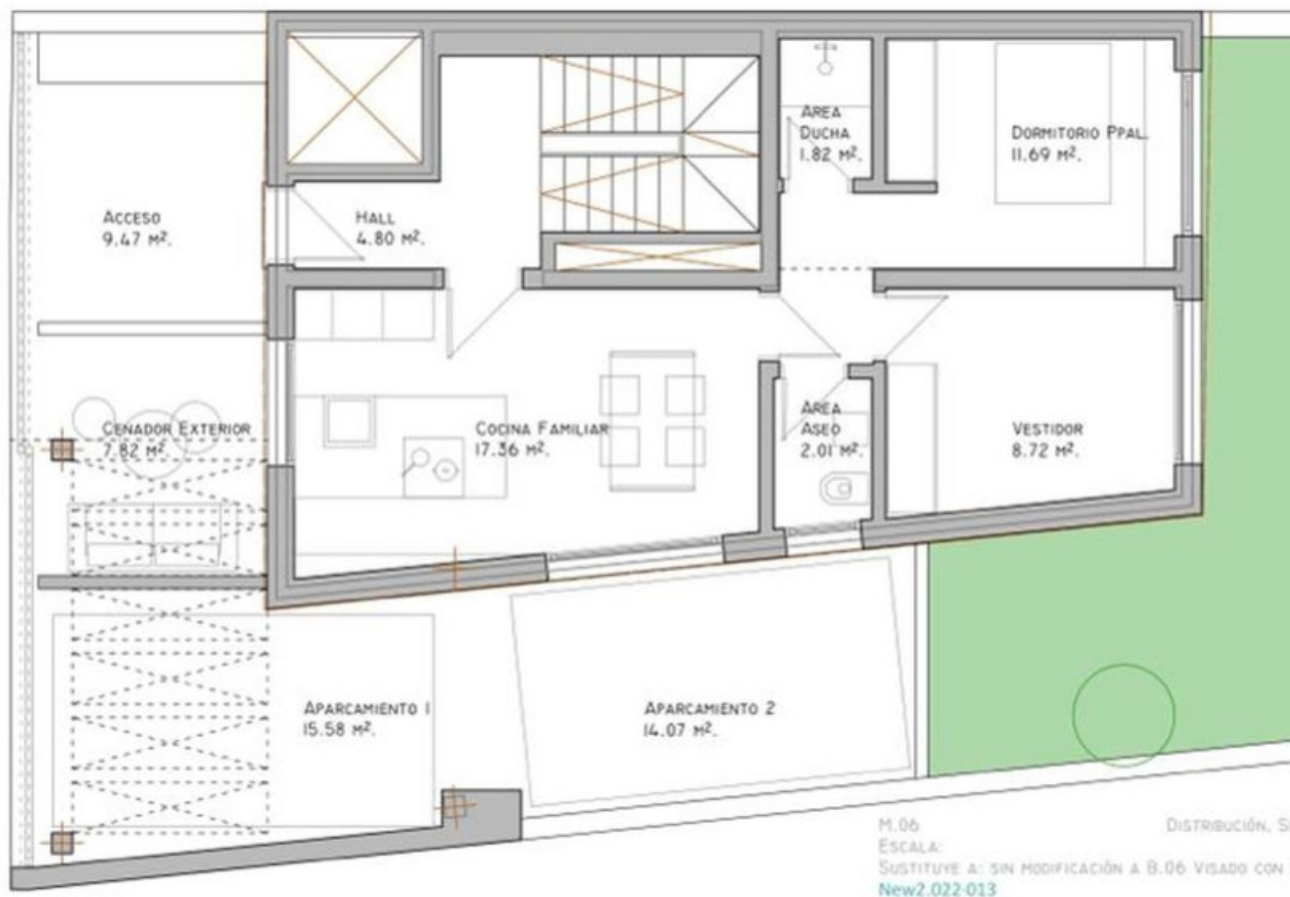 AREA
DUCHA
1.82 M².
DORMITORIO PPAL.
11.69 M².
ACCESO
9.47 M².
HALL
4.80 M².
CENADOR EXTERIOR
7.82 M².
COCINA FAMILIAR
17.36 M².
AREA
ASEO
2.01 M².
VESTIDOR
8.72 M².
APARCAMIENTO 1
15.58 M².
APARCAMIENTO 2
14.07 M².
M.06
DISTRIBUCIÓN, S
ESCALA:
SUSTITUYE A: SIN MODIFICACIÓN A B.06 VISADO CON
New2.022-013